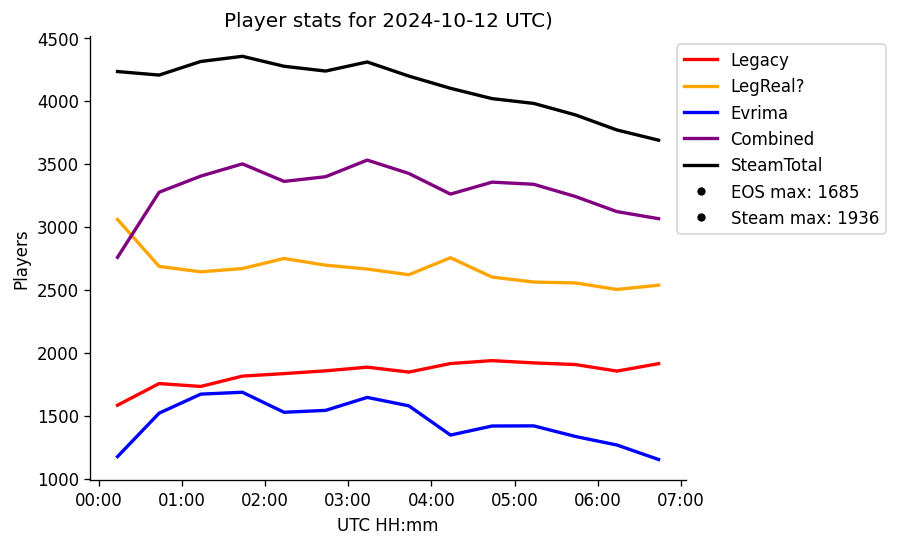 Player stats for 2024-10-12 UTC)
Players
4500
4000
3500
3000
2500
2000
1500
1000
00:00 01:00 02:00 03:00 04:00 05:00 06:00 07:00
UTC HH:mm
Legacy
LegReal?
Evrima
Combined
SteamTotal
EOS max: 1685
Steam max: 1936